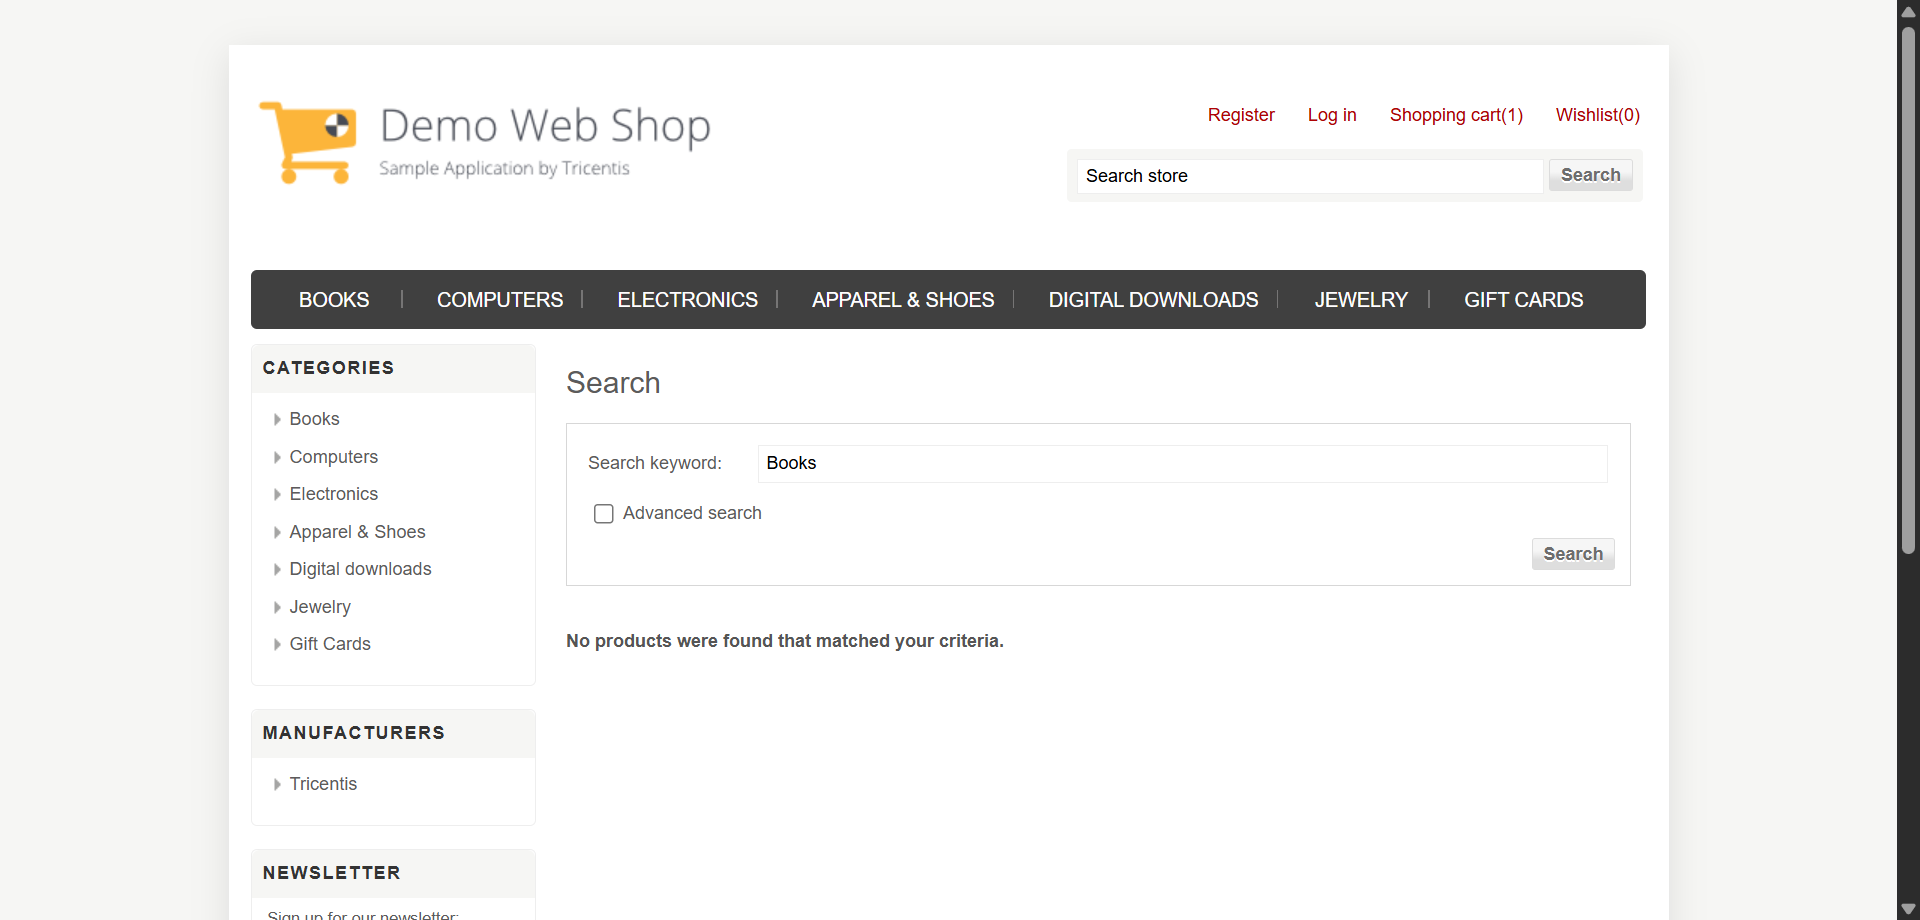 Demo Web Shop
Sample Application by Tricentis
Register Log in Shopping cart(1) Wishlist(0)
Search store Search
BOOKS COMPUTERS ELECTRONICS APPAREL & SHOES DIGITAL DOWNLOADS JEWELRY GIFT CARDS
CATEGORIES
Books
Computers
Electronics
Apparel & Shoes
Digital downloads
Jewelry
Gift Cards
MANUFACTURERS
Tricentis
NEWSLETTER
Sign up for our newsletter:
Search
Search keyword: Books
Advanced search
Search
No products were found that matched your criteria.